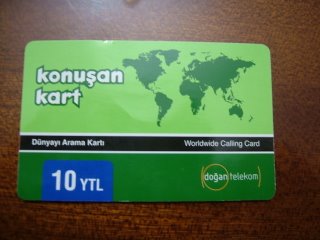 konuşan
kart
Dünyayı Arama Kartı
Worldwide Calling Card
10 YTL
doğan telekom